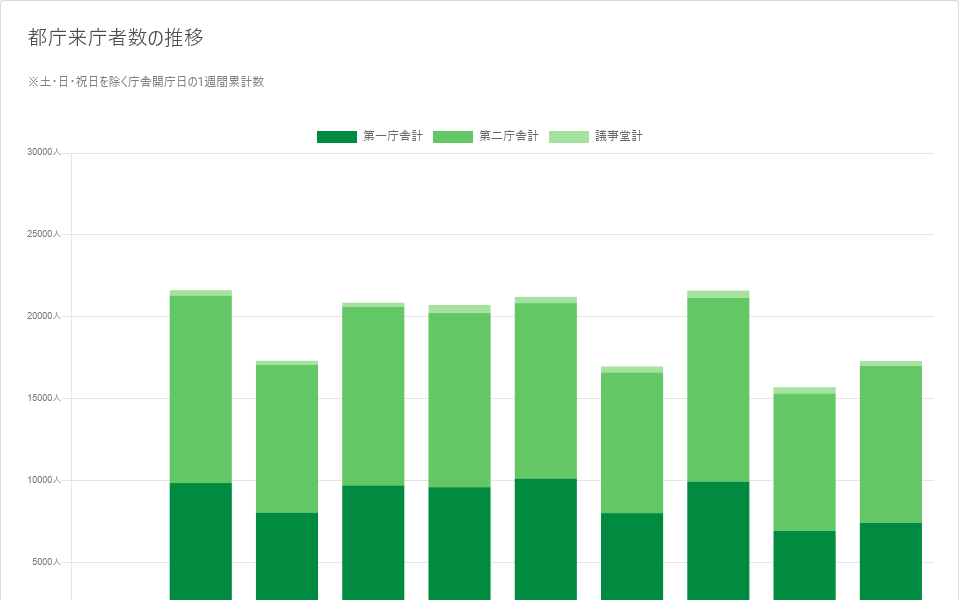 都庁来庁者数の推移
※土・日・祝日を除く庁舎開庁日の1週間累計数
第一庁舎計 第二庁舎計 議事堂計
30000人
25000人
20000人
15000人
10000人
5000人